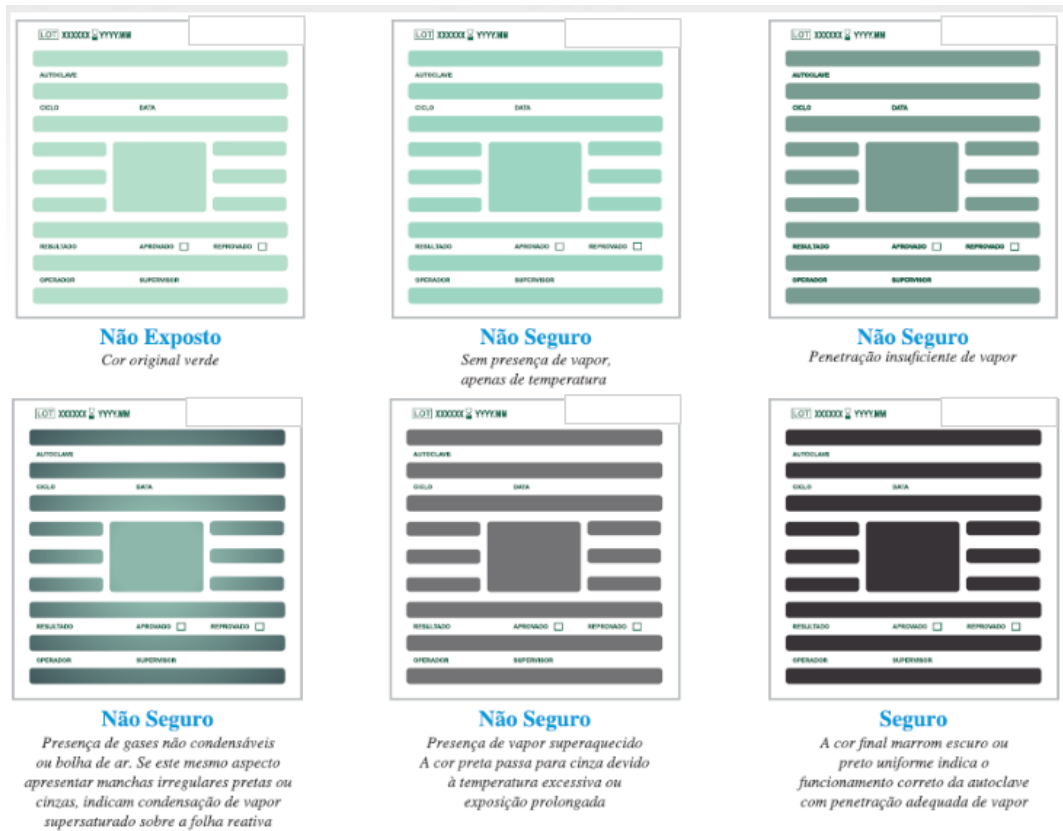 LOT XXXXXX YYYY.MM
AUTOCLAVE
CICLO DATA
RESULTADO APROVADO REPROVADO
OPERADOR SUPERVISOR
Não Exposto
Cor original verde
LOT XXXXXX YYYY.MM
AUTOCLAVE
CICLO DATA
RESULTADO APROVADO REPROVADO
OPERADOR SUPERVISOR
Não Seguro
Sem presença de vapor,
apenas de temperatura
LOT XXXXXX YYYY.MM
AUTOCLAVE
CICLO DATA
RESULTADO APROVADO REPROVADO
OPERADOR SUPERVISOR
Não Seguro
Penetração insuficiente de vapor
LOT XXXXXX YYYY.MM
AUTOCLAVE
CICLO DATA
RESULTADO APROVADO REPROVADO
OPERADOR SUPERVISOR
Não Seguro
Presença de gases não condensáveis
ou bolha de ar. Se este mesmo aspecto
apresentar manchas irregulares pretas ou
cinzas, indicam condensação de vapor
supersaturado sobre a folha reativa
LOT XXXXXX YYYY.MM
AUTOCLAVE
CICLO DATA
RESULTADO APROVADO REPROVADO
OPERADOR SUPERVISOR
Não Seguro
Presença de vapor superaquecido
A cor preta passa para cinza devido
à temperatura excessiva ou
exposição prolongada
LOT XXXXXX YYYY.MM
AUTOCLAVE
CICLO DATA
RESULTADO APROVADO REPROVADO
OPERADOR SUPERVISOR
Seguro
A cor final marrom escuro ou
preto uniforme indica o
funcionamento correto da autoclave
com penetração adequada de vapor